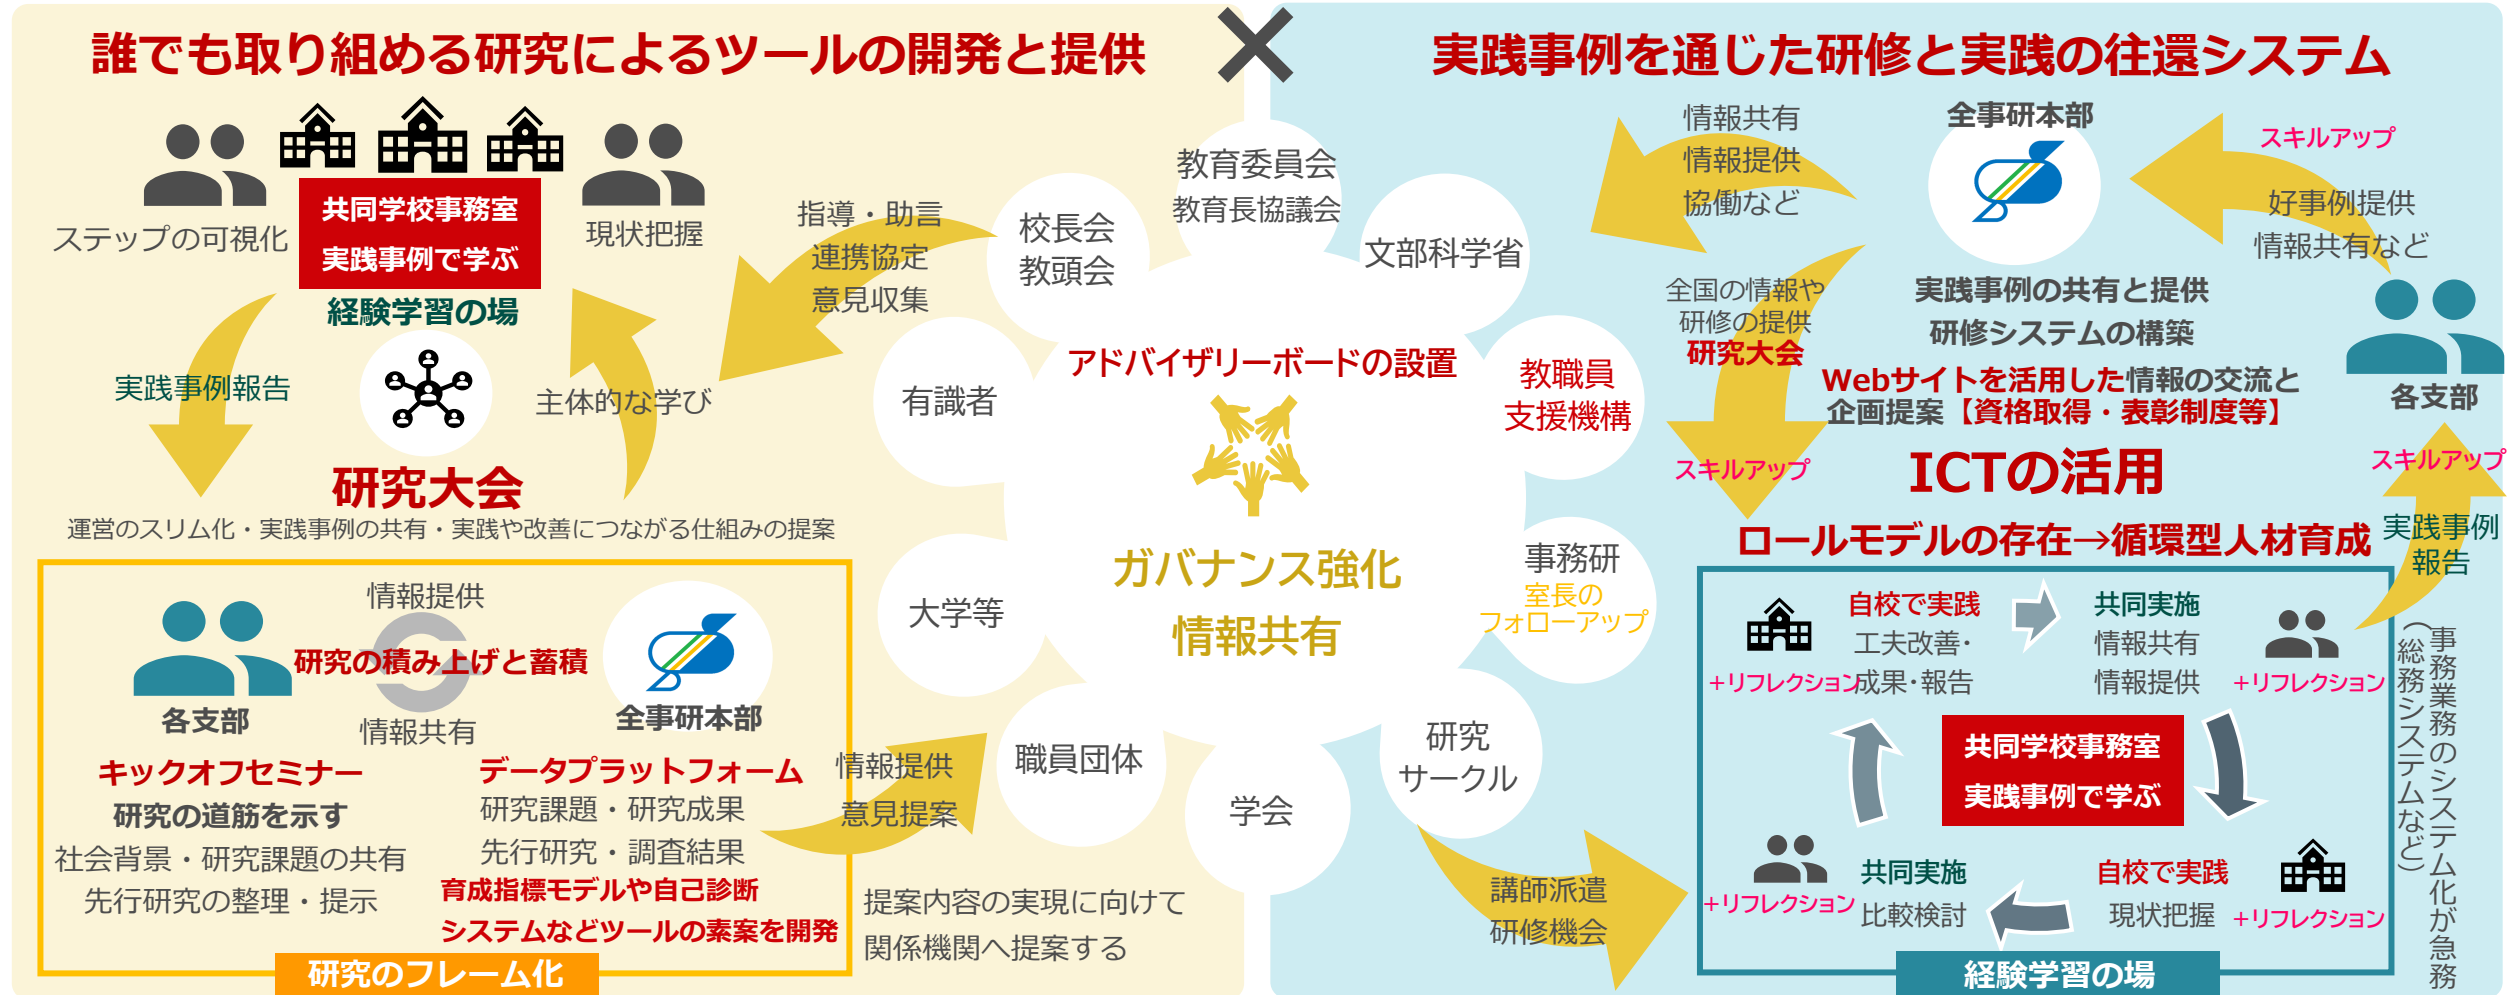 誰でも取り組める研究によるツールの開発と提供
×
実践事例を通じた研修と実践の往還システム
共同学校事務室
実践事例で学ぶ
ステップの可視化
現状把握
経験学習の場
実践事例報告
主体的な学び
研究大会
運営のスリム化・実践事例の共有・実践や改善につながる仕組みの提案
指導・助言
連携協定
意見収集
情報提供
研究の積み上げと蓄積
情報共有
各支部
全事研本部
キックオフセミナー
研究の道筋を示す
社会背景・研究課題の共有
先行研究の整理・提示
データプラットフォーム
研究課題・研究成果
先行研究・調査結果
育成指標モデルや自己診断
システムなどツールの素案を開発
研究のフレーム化
情報提供
意見提案
提案内容の実現に向けて
関係機関へ提案する
教育委員会
教育長協議会
校長会
教頭会
文部科学省
有識者
教職員
支援機構
大学等
事務研
室長の
フォローアップ
職員団体
学会
研究
サークル
アドバイザリーボードの設置
ガバナンス強化
情報共有
情報共有
情報提供
協働など
全事研本部
スキルアップ
好事例提供
情報共有など
全国の情報や
研修の提供
研究大会
スキルアップ
実践事例の共有と提供
研修システムの構築
Webサイトを活用した情報の交流と
企画提案【資格取得・表彰制度等】
各支部
ICTの活用
スキルアップ
実践事例
報告
ロールモデルの存在→循環型人材育成
自校で実践
工夫改善・
成果・報告
+リフレクション
共同実施
情報共有
情報提供
+リフレクション
共同学校事務室
実践事例で学ぶ
共同実施
比較検討
+リフレクション
自校で実践
現状把握
+リフレクション
経験学習の場
事務業務のシステム化が急務
（総務システムなど）
講師派遣
研修機会